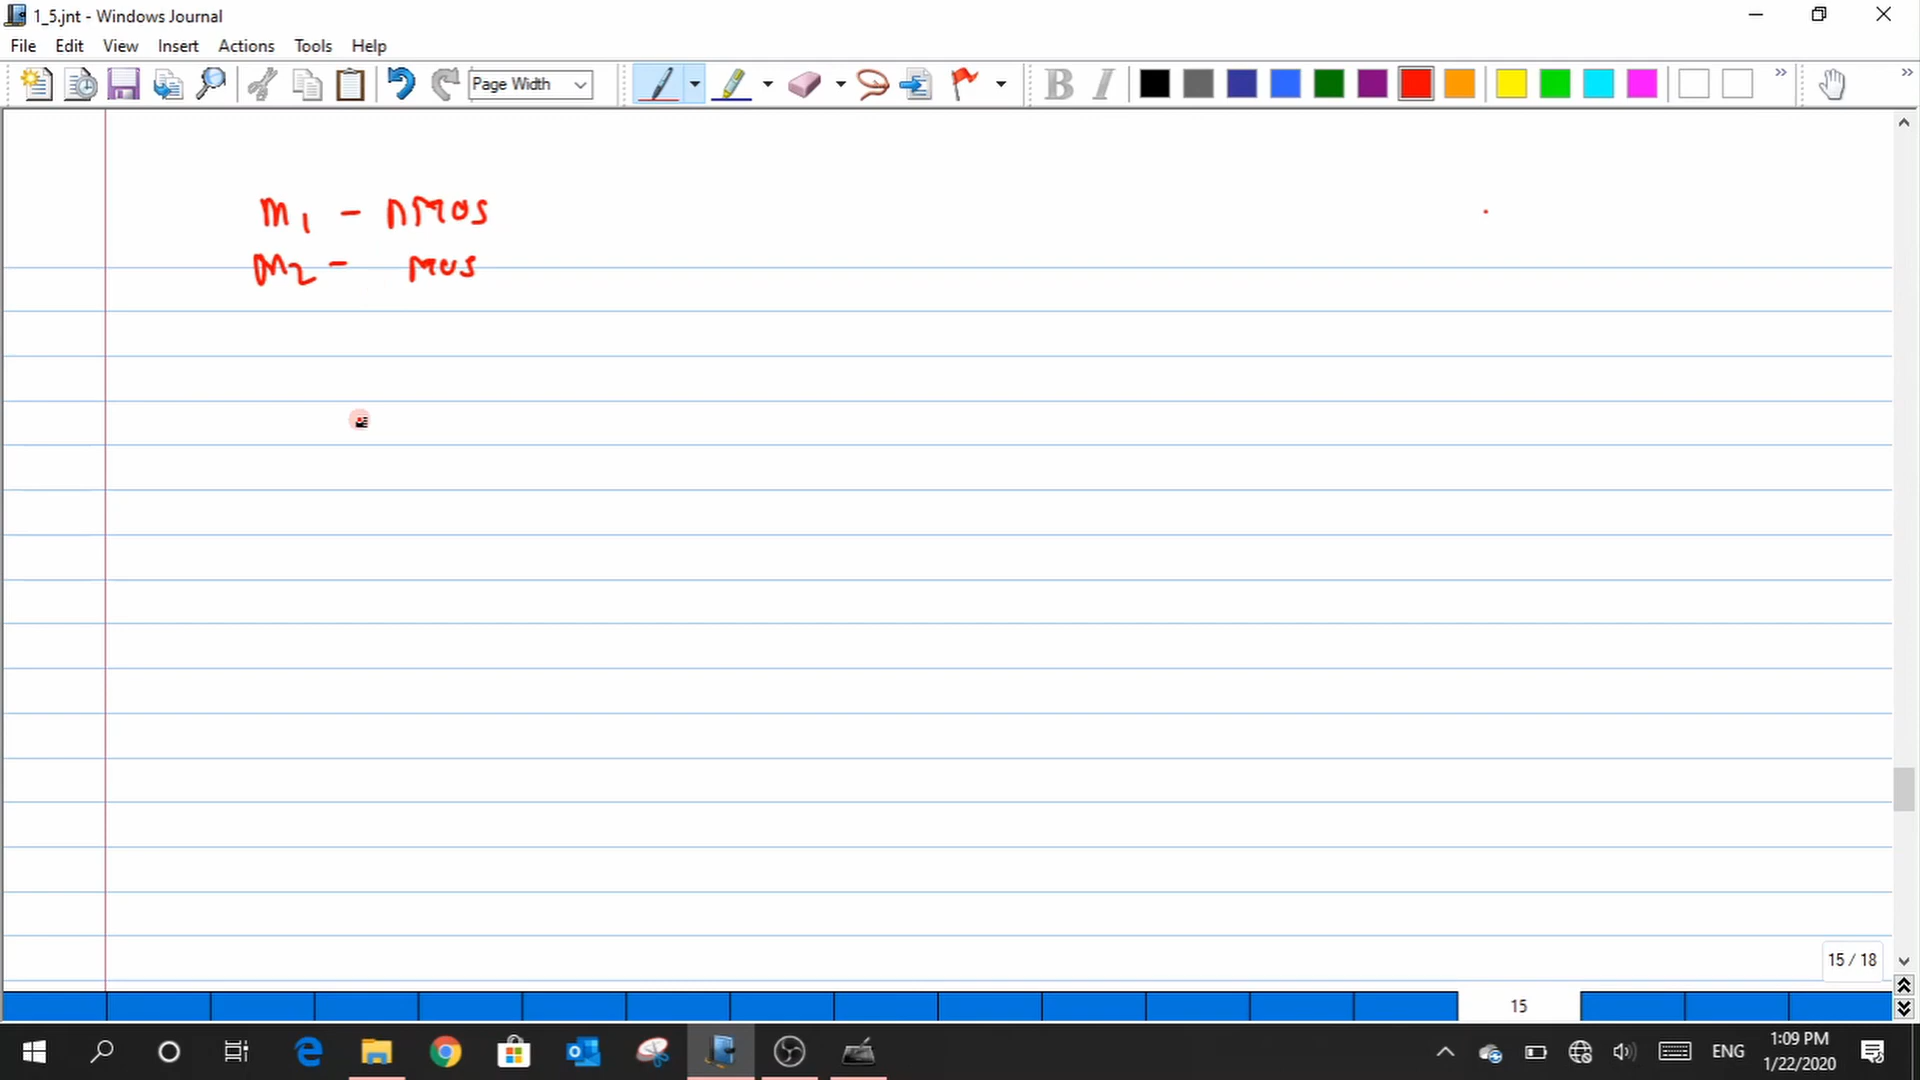 1_5.jnt - Windows Journal
File Edit View Insert Actions Tools Help
Page Width B I
m1 - nMOS
m2 - MOS
15 / 18
15
ENG
1:09 PM
1/22/2020